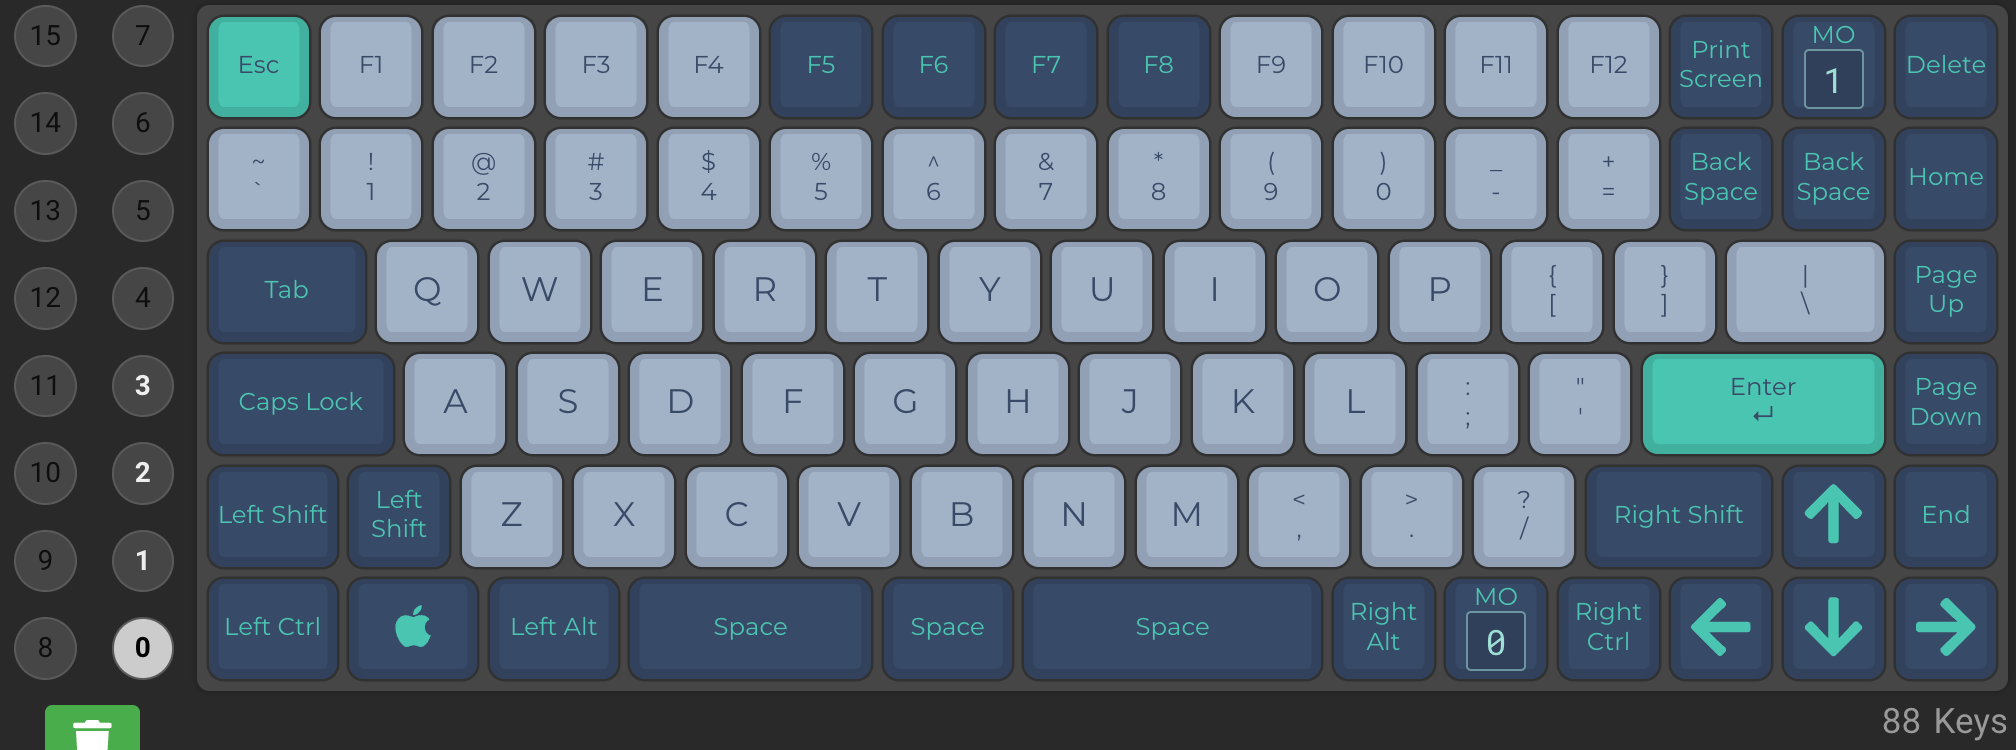 15 7
14 6
13 5
12 4
11 3
10 2
9 1
8 0
Esc F1 F2 F3 F4 F5 F6 F7 F8 F9 F10 F11 F12 Print Screen MO 1 Delete
~ ! @ # $ % ^ & * ( ) _ + Back Back Home
` 1 2 3 4 5 6 7 8 9 0 - = Space Space
Tab Q W E R T Y U I O P { } | Page
[ ] \ Up
Caps Lock A S D F G H J K L : " Enter Page
; ' ↵ Down
Left Shift Left Shift Z X C V B N M < > ? Right Shift ↑ End
, . /
Left Ctrl Left Alt Space Space Space Right Alt MO 0 Right Ctrl ← ↓ →
88 Keys